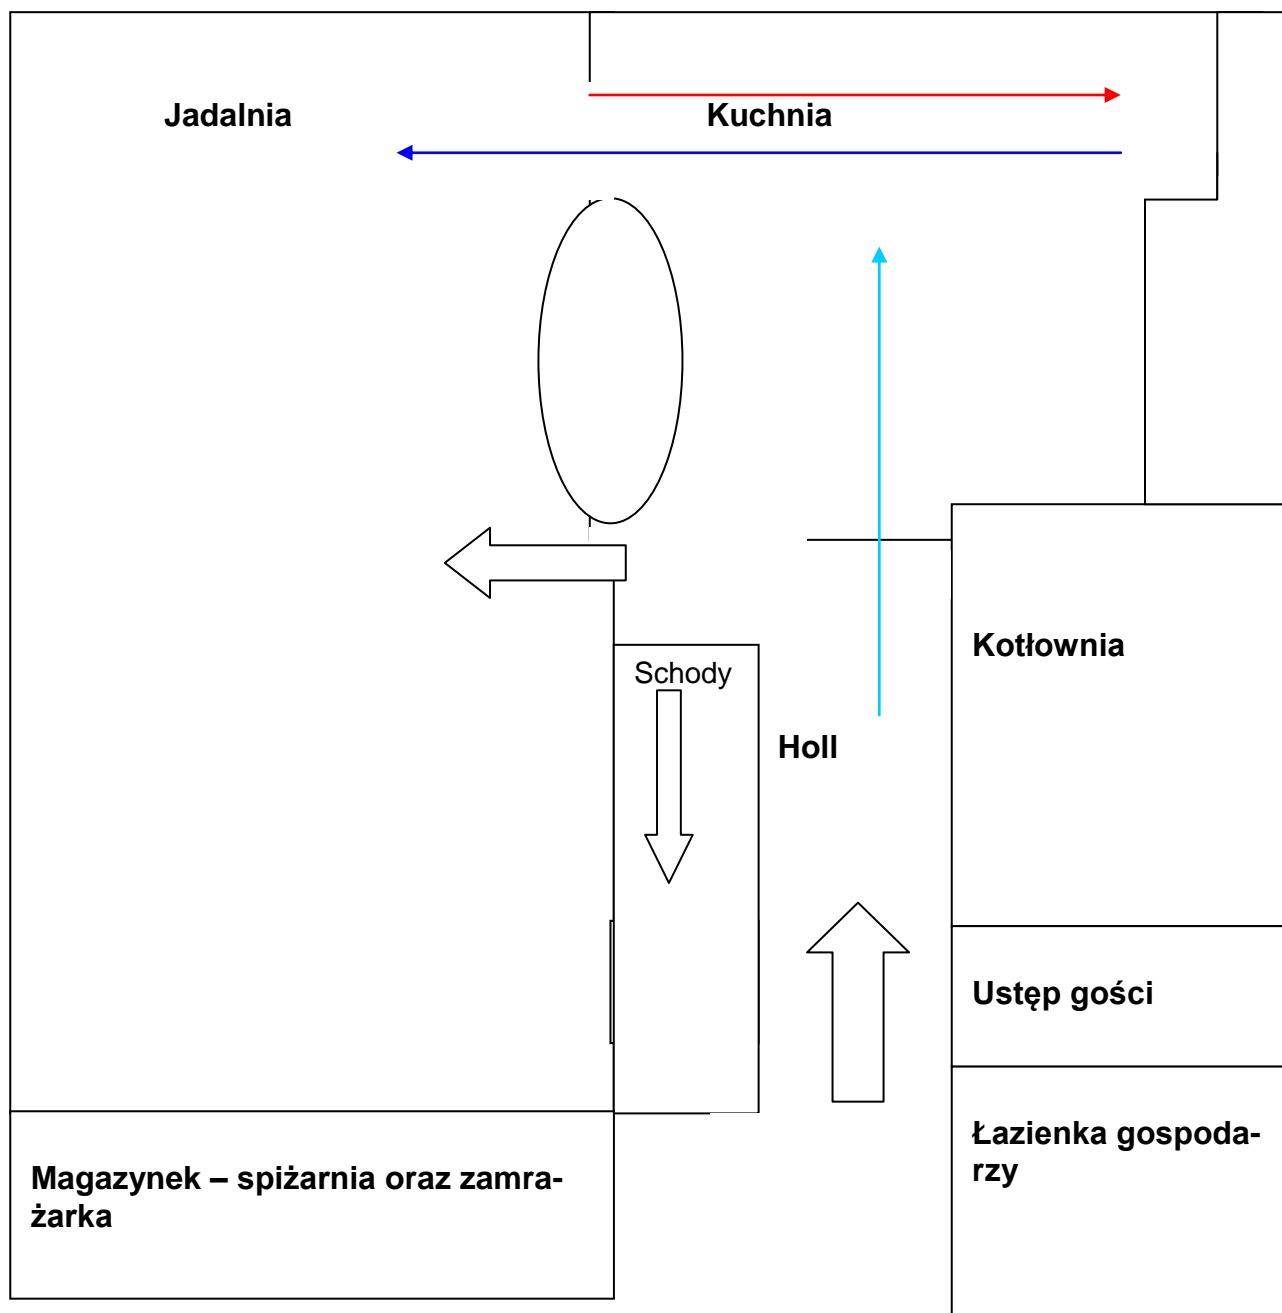 Jadalnia
Kuchnia
Kotłownia
Schody
Holl
Ustęp gości
Łazienka gospoda-
rzy
Magazynek – spiżarnia oraz zamra-
żarka